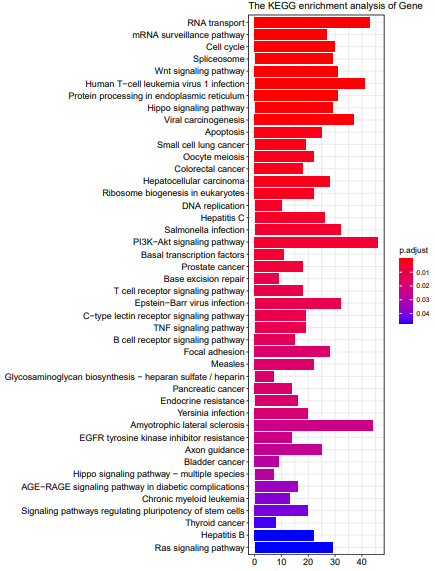 The KEGG enrichment analysis of Gene
RNA transport
mRNA surveillance pathway
Cell cycle
Spliceosome
Wnt signaling pathway
Human T−cell leukemia virus 1 infection
Protein processing in endoplasmic reticulum
Hippo signaling pathway
Viral carcinogenesis
Apoptosis
Small cell lung cancer
Oocyte meiosis
Colorectal cancer
Hepatocellular carcinoma
Ribosome biogenesis in eukaryotes
DNA replication
Hepatitis C
Salmonella infection
PI3K−Akt signaling pathway
Basal transcription factors
Prostate cancer
Base excision repair
T cell receptor signaling pathway
Epstein−Barr virus infection
C−type lectin receptor signaling pathway
TNF signaling pathway
B cell receptor signaling pathway
Focal adhesion
Measles
Glycosaminoglycan biosynthesis − heparan sulfate / heparin
Pancreatic cancer
Endocrine resistance
Yersinia infection
Amyotrophic lateral sclerosis
EGFR tyrosine kinase inhibitor resistance
Axon guidance
Bladder cancer
Hippo signaling pathway − multiple species
AGE−RAGE signaling pathway in diabetic complications
Chronic myeloid leukemia
Signaling pathways regulating pluripotency of stem cells
Thyroid cancer
Hepatitis B
Ras signaling pathway
0 10 20 30 40
p.adjust
0.01
0.02
0.03
0.04